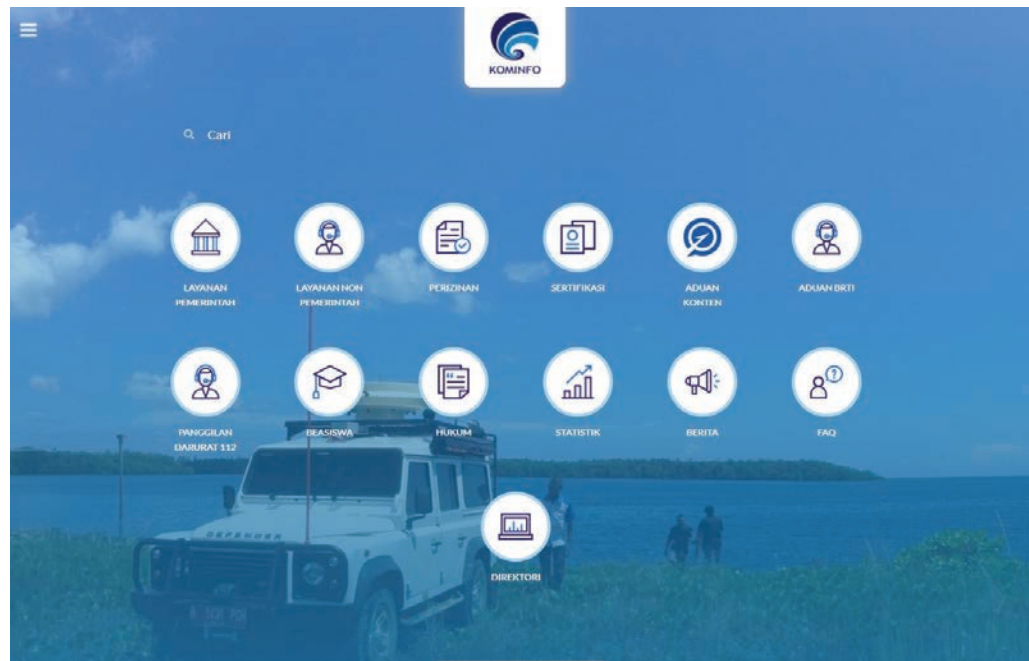 KOMINFO
Cari
LAYANAN
PEMERINTAH
LAYANAN NON
PEMERINTAH
PERIZINAN
SERTIFIKASI
ADUAN
KONTEN
ADUAN BRTI
PANGGILAN
DARURAT 112
BEASISWA
HUKUM
STATISTIK
BERITA
FAQ
DEFENDER
DIREKTORI